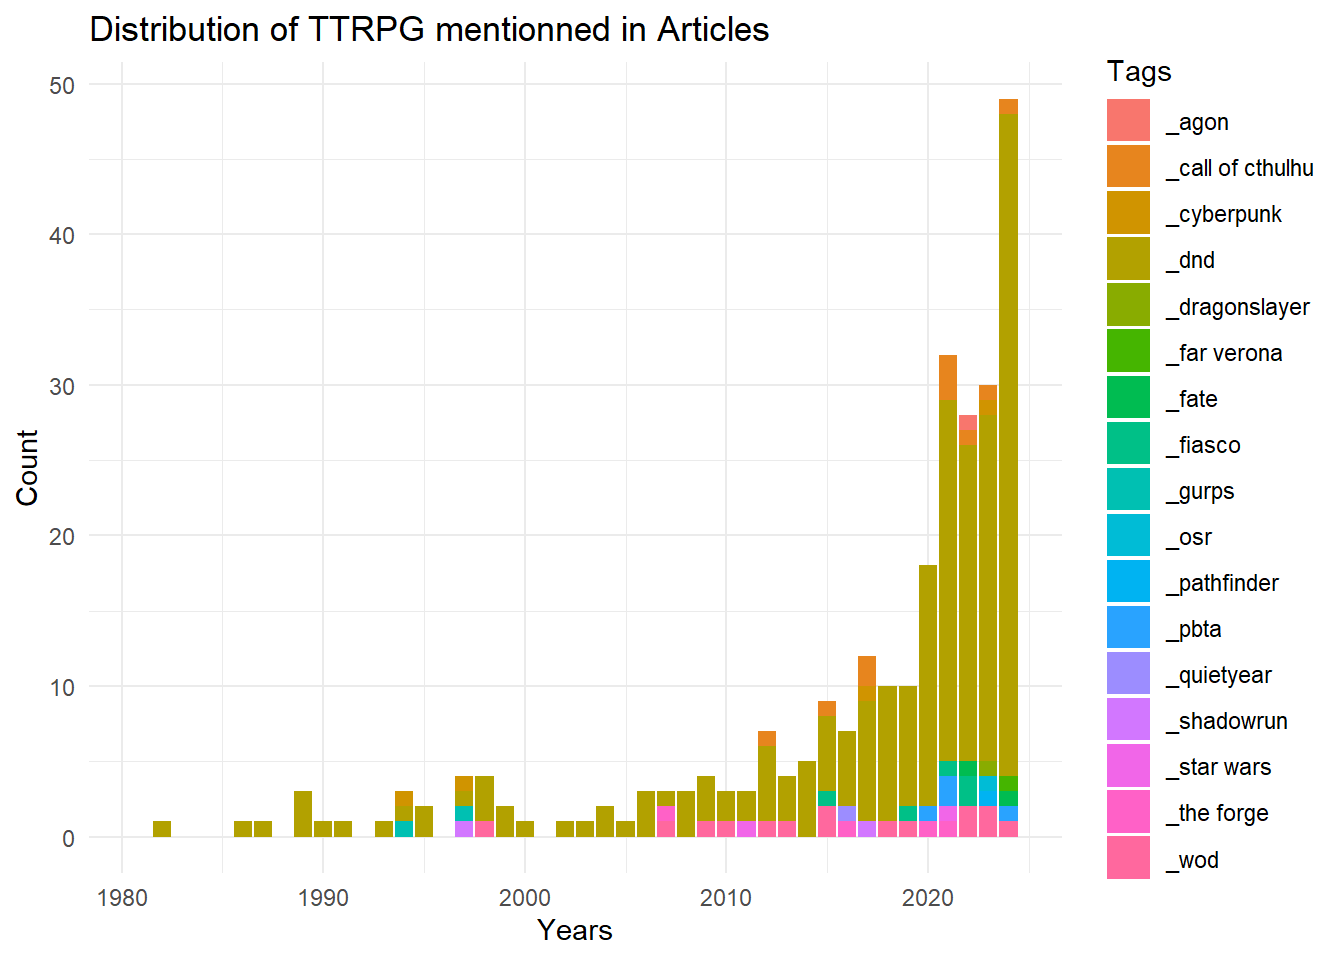 Distribution of TTRPG mentionned in Articles
50
40
30
20
10
0
Count
1980
1990
2000
2010
2020
Years
Tags
_agon
_call of cthulhu
_cyberpunk
_dnd
_dragonslayer
_far verona
_fate
_fiasco
_gurps
_osr
_pathfinder
_pbta
_quietyear
_shadowrun
_star wars
_the forge
_wod